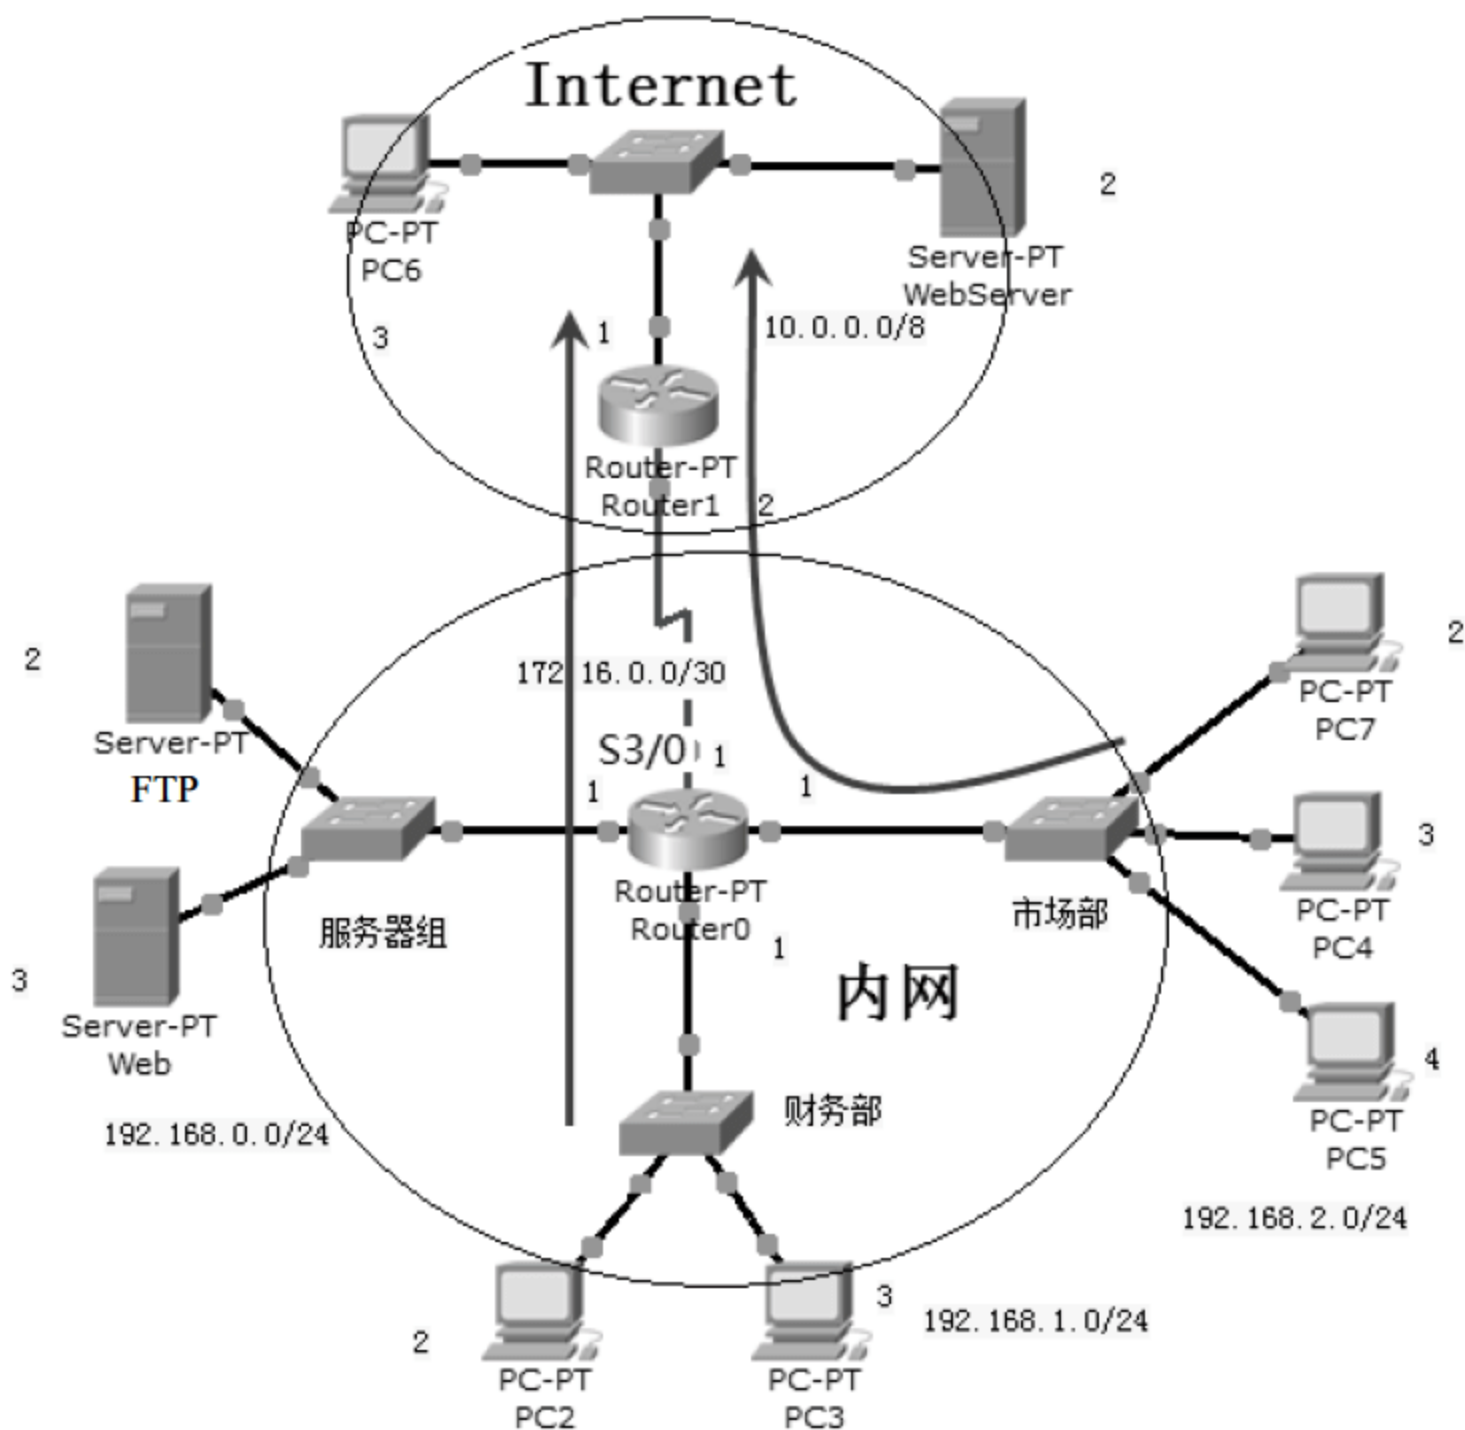 Internet
2
PC-PT
PC6
Server-PT
WebServer
3
1
10.0.0.0/8
Router-PT
Router1
2
2
2
172.16.0.0/30
Server-PT
FTP
S3/0
1
1
1
PC-PT
PC7
3
Router-PT
Router0
1
服务器组
市场部
PC-PT
PC4
3
内网
Server-PT
Web
4
192.168.0.0/24
财务部
PC-PT
PC5
192.168.2.0/24
2
3
192.168.1.0/24
PC-PT
PC2
PC-PT
PC3